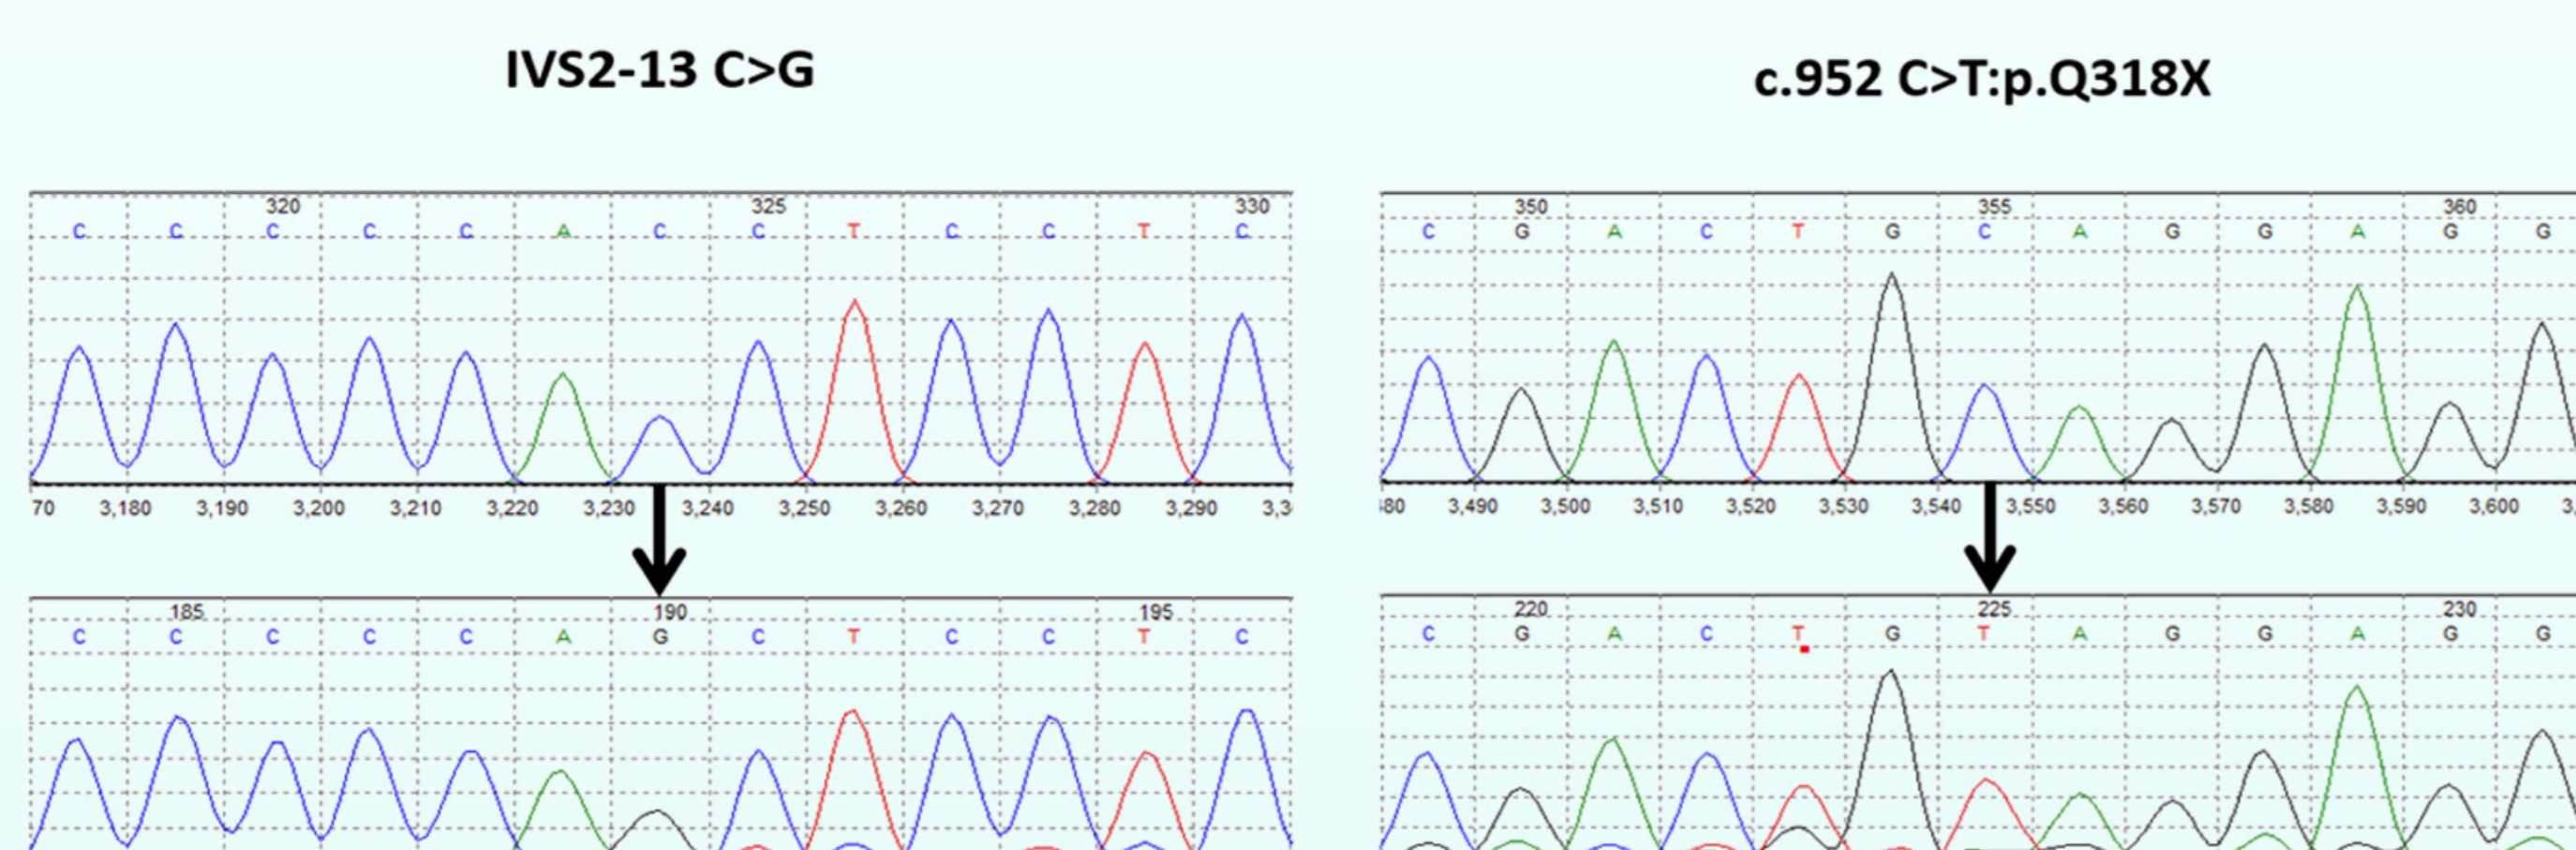 IVS2-13 C>G
320 325 330
C C C C C A C C T C C T C
70 3,180 3,190 3,200 3,210 3,220 3,230 3,240 3,250 3,260 3,270 3,280 3,290
185 190 195
C C C C C A G C T C C T C
c.952 C>T:p.Q318X
350 355 360
C G A C T G C A G G A G G
3,490 3,500 3,510 3,520 3,530 3,540 3,550 3,560 3,570 3,580 3,590 3,600
220 225 230
C G A C T G T A G G A G G